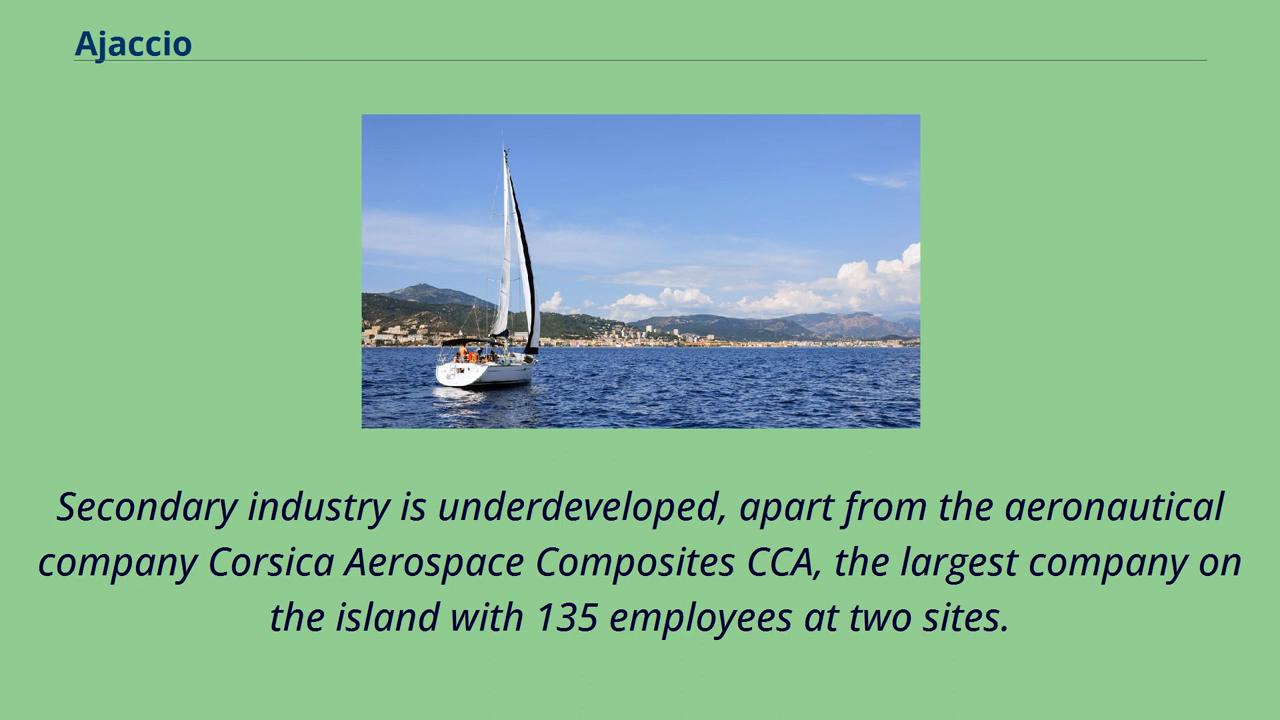 Ajaccio
Secondary industry is underdeveloped, apart from the aeronautical
company Corsica Aerospace Composites CCA, the largest company on
the island with 135 employees at two sites.